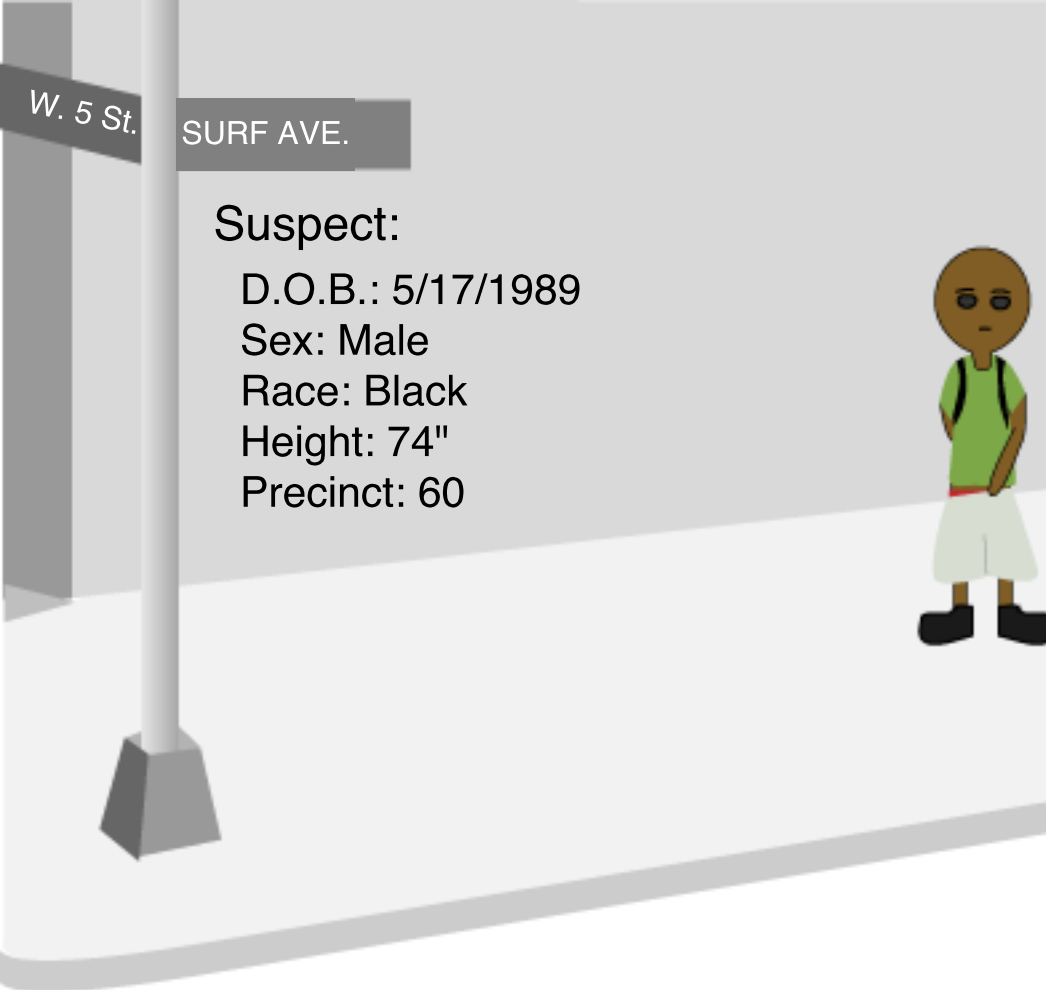 W. 5 St.
SURF AVE.
Suspect:
D.O.B.: 5/17/1989
Sex: Male
Race: Black
Height: 74"
Precinct: 60